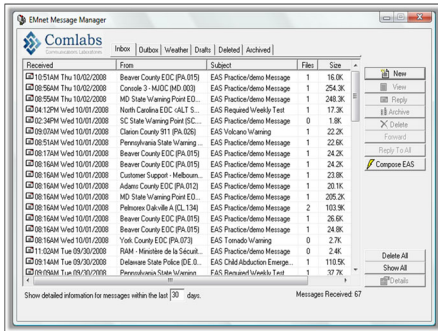 EMnet Message Manager
Comlabs
Communications Laboratories
Inbox Outbox Weather Drafts Deleted Archived
Received From Subject Files Size
10:51AM Thu 10/02/2008 Beaver County EOC (PA.015) EAS Practice/demo Message 1 16.0K
08:56AM Thu 10/02/2008 Console 3 - MJOC (MD.003) EAS Practice/demo Message 1 254.3K
08:55AM Thu 10/02/2008 MD State Warning Point EO... EAS Practice/demo Message 1 248.3K
04:12PM Wed 10/01/2008 North Carolina EOC <ALT S... EAS Required Weekly Test 1 17.3K
02:34PM Wed 10/01/2008 SC State Warning Point (SC... EAS Practice/demo Message 0 1.8K
09:07AM Wed 10/01/2008 Clarion County 911 (PA.026) EAS Volcano Warning 1 22.2K
08:51AM Wed 10/01/2008 Pennsylvania State Warning ... EAS Practice/demo Message 1 22.6K
08:17AM Wed 10/01/2008 Beaver County EOC (PA.015) EAS Practice/demo Message 1 24.2K
08:16AM Wed 10/01/2008 Beaver County EOC (PA.015) EAS Practice/demo Message 1 24.2K
08:16AM Wed 10/01/2008 Customer Support - Melbourn... EAS Practice/demo Message 1 23.8K
08:16AM Wed 10/01/2008 Adams County EOC (PA.012) EAS Practice/demo Message 1 20.1K
08:16AM Wed 10/01/2008 MD State Warning Point EO... EAS Practice/demo Message 1 205.2K
08:16AM Wed 10/01/2008 Pelmorex Oakville A (CL.134) EAS Practice/demo Message 2 103.9K
08:16AM Wed 10/01/2008 Beaver County EOC (PA.015) EAS Practice/demo Message 1 26.6K
08:16AM Wed 10/01/2008 Beaver County EOC (PA.015) EAS Practice/demo Message 1 24.8K
08:16AM Wed 10/01/2008 York County EOC (PA.073) EAS Tornado Warning 0 2.7K
11:02AM Tue 09/30/2008 RAM - Ministère de la Sécurit... EAS Practice/demo Message 0 2.4K
09:14AM Tue 09/30/2008 Delaware State Police (DE.0... EAS Child Abduction Emerge... 1 110.5K
09:09AM Tue 09/30/2008 Pennsylvania State Warning EAS Required Weekly Test 1 37.7K
New
View
Reply
Archive
Delete
Forward
Reply To All
Compose EAS
Delete All
Show All
Details
Show detailed information for messages within the last 30 days.
Messages Received: 67